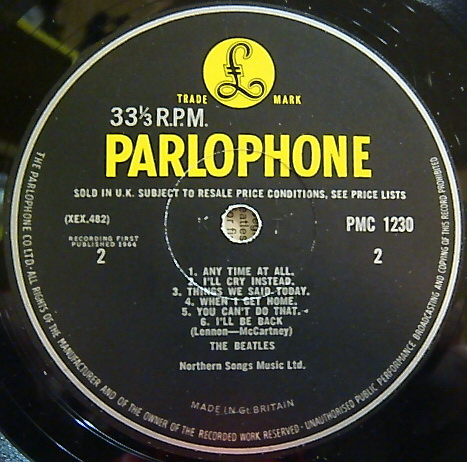 £
TRADE MARK
33⅓ R.P.M.
PARLOPHONE
SOLD IN U.K. SUBJECT TO RESALE PRICE CONDITIONS, SEE PRICE LISTS
(XEX.482)
PMC 1230
RECORDING FIRST
PUBLISHED 1964
2
2
1. ANY TIME AT ALL.
2. I'LL CRY INSTEAD.
3. THINGS WE SAID TODAY.
4. WHEN I GET HOME.
5. YOU CAN'T DO THAT.
6. I'LL BE BACK
(Lennon—McCartney)
THE BEATLES
Northern Songs Music Ltd.
MADE IN Gt. BRITAIN
THE PARLOPHONE CO LTD · ALL RIGHTS OF THE MANUFACTURER AND OF THE OWNER OF THE RECORDED WORK RESERVED · UNAUTHORISED PUBLIC PERFORMANCE BROADCASTING AND COPYING OF THIS RECORD PROHIBITED